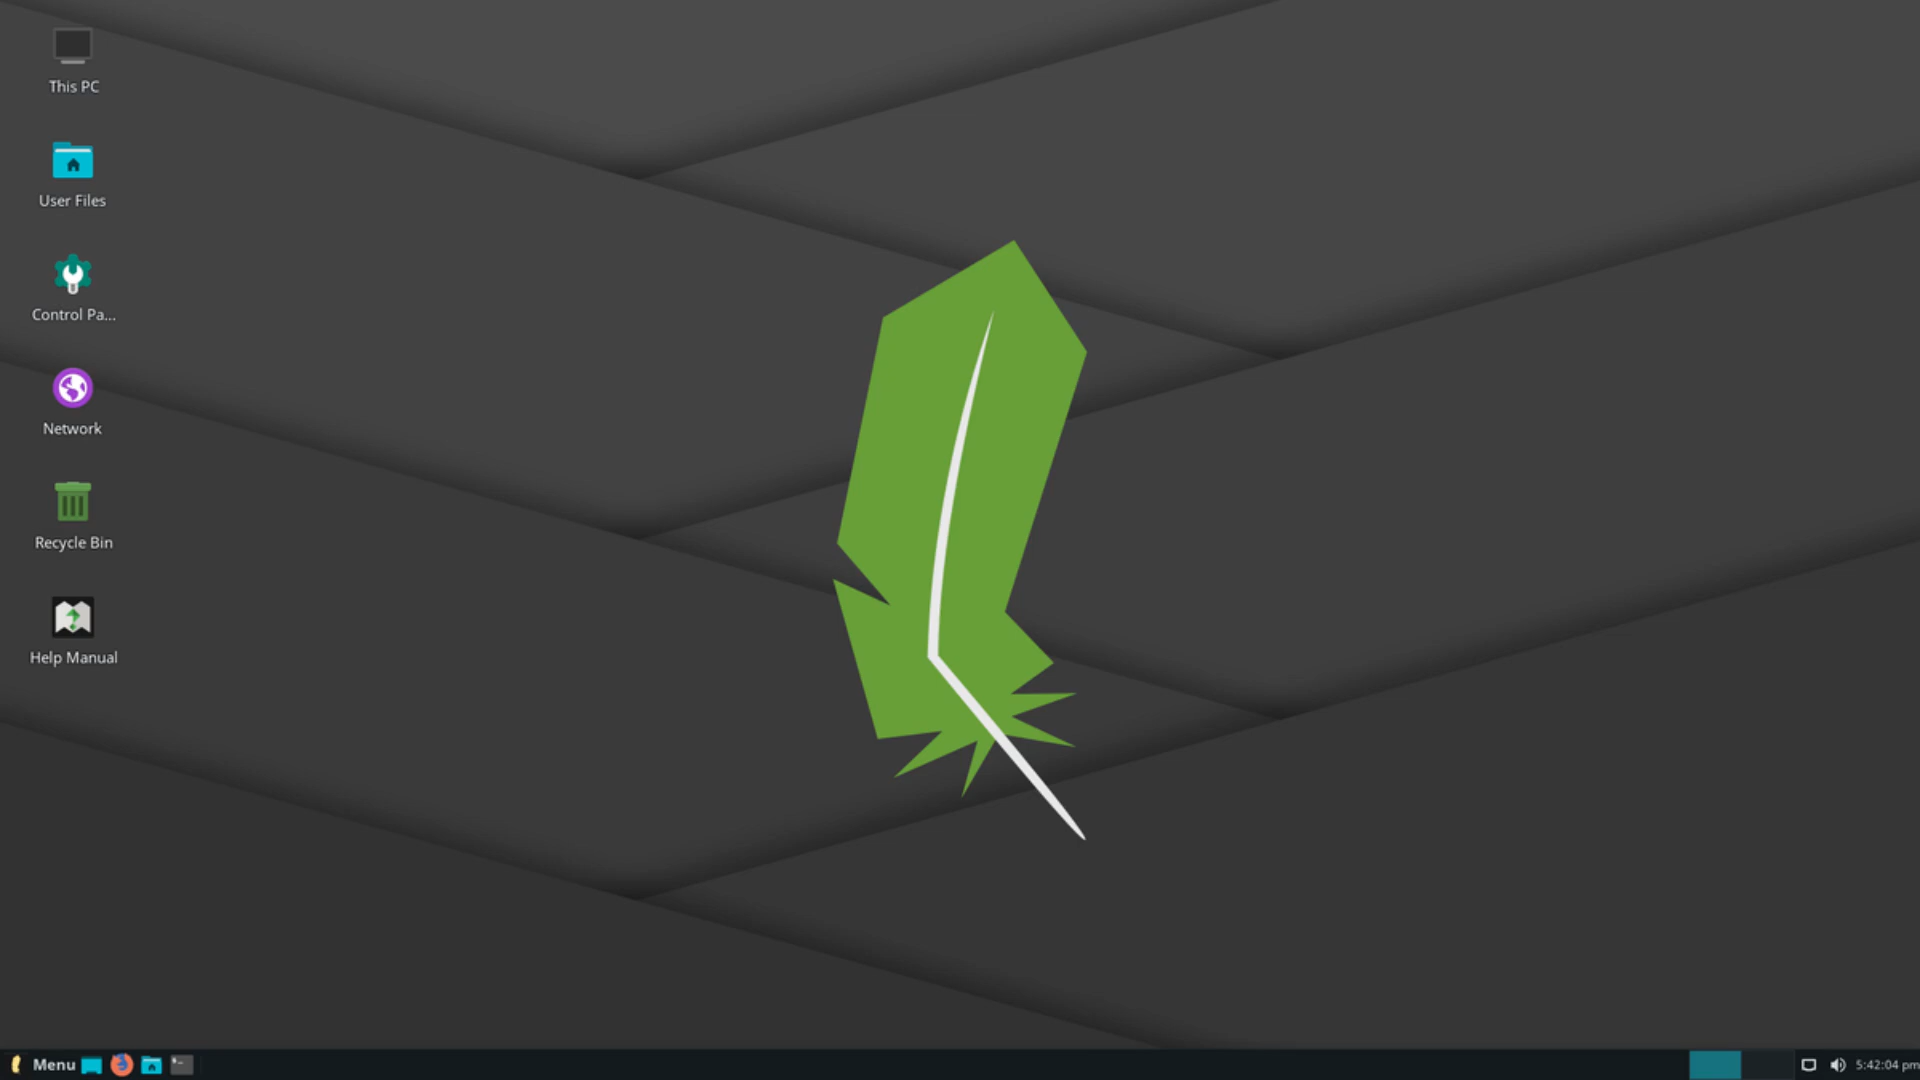 This PC
User Files
Control Pa...
Network
Recycle Bin
Help Manual
Menu
5:42:04 pm